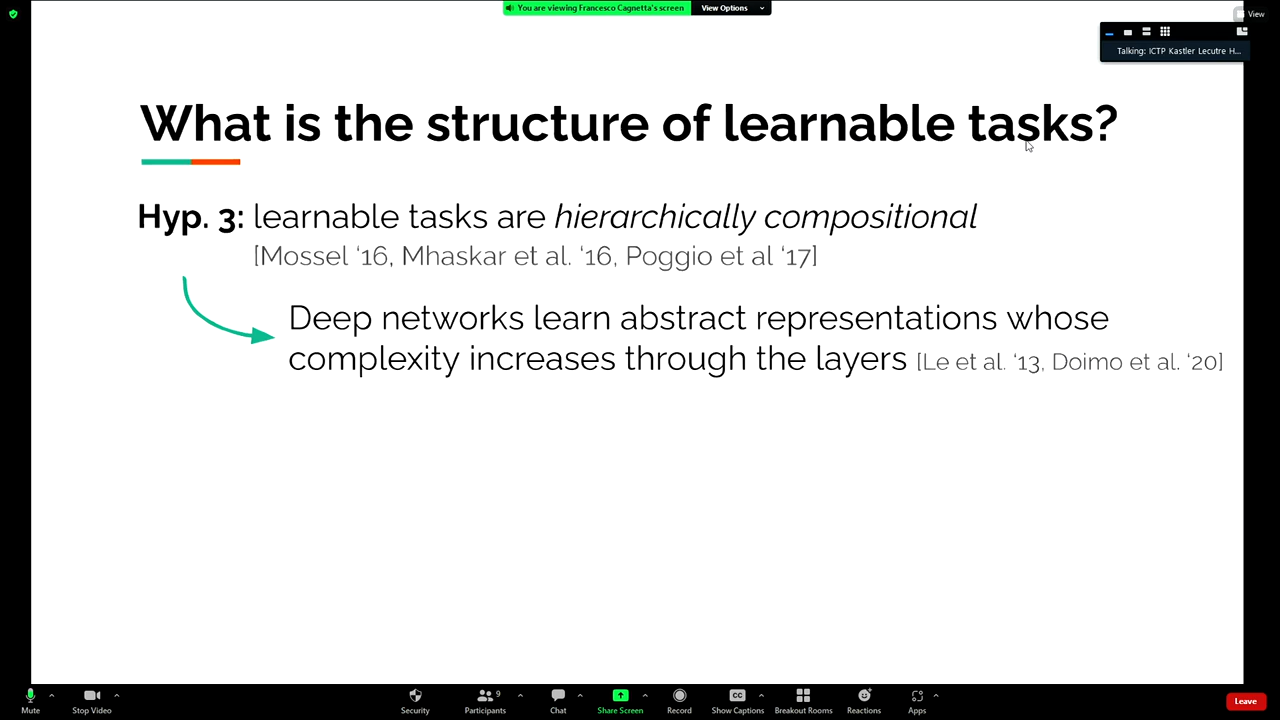 You are viewing Francesco Cagnetta's screen
View Options
View
Talking: ICTP Kastler Lecutre H...
What is the structure of learnable tasks?
Hyp. 3: learnable tasks are hierarchically compositional
[Mossel ‘16, Mhaskar et al. ‘16, Poggio et al ‘17]
Deep networks learn abstract representations whose
complexity increases through the layers [Le et al. ‘13, Doimo et al. ‘20]
Mute
Stop Video
Security
Participants
9
Chat
Share Screen
Record
CC
Show Captions
Breakout Rooms
Reactions
Apps
Leave